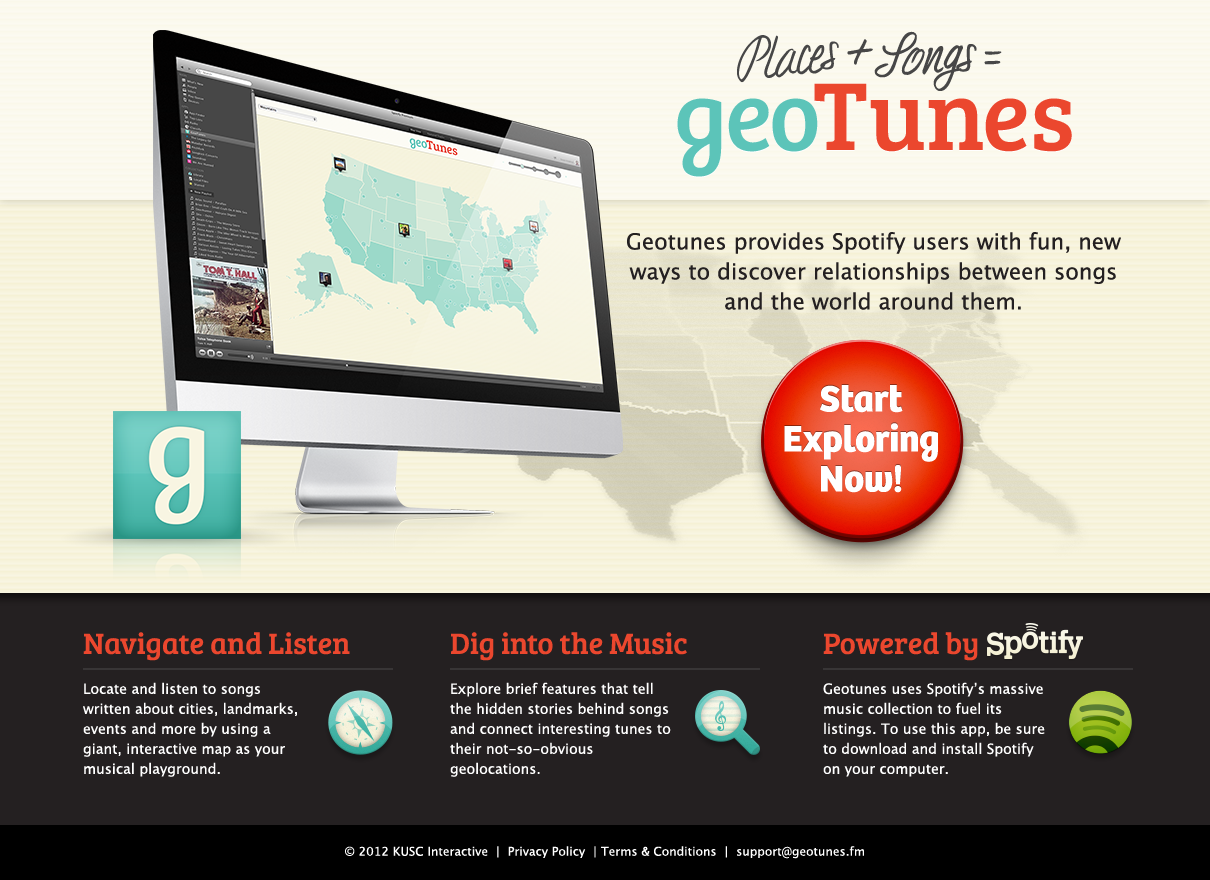 Places + Songs =
geoTunes
geoTunes
TOM T. HALL
g
Geotunes provides Spotify users with fun, new
ways to discover relationships between songs
and the world around them.
Start
Exploring
Now!
Navigate and Listen
Locate and listen to songs
written about cities, landmarks,
events and more by using a
giant, interactive map as your
musical playground.
Dig into the Music
Explore brief features that tell
the hidden stories behind songs
and connect interesting tunes to
their not-so-obvious
geolocations.
Powered by Spotify
Geotunes uses Spotify's massive
music collection to fuel its
listings. To use this app, be sure
to download and install Spotify
on your computer.
© 2012 KUSC Interactive | Privacy Policy | Terms & Conditions | support@geotunes.fm